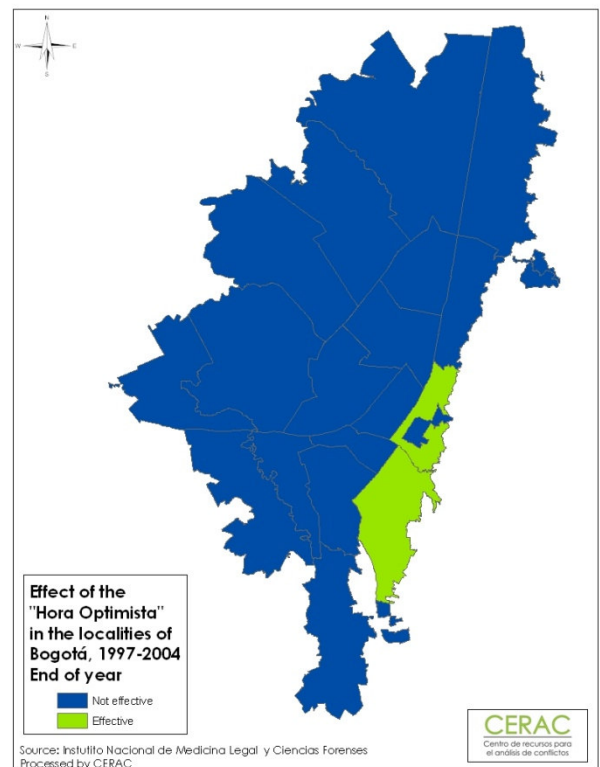 N
W
E
S
Effect of the
"Hora Optimista"
in the localities of
Bogotá, 1997-2004
End of year
Not effective
Effective
Source: Instutito Nacional de Medicina Legal y Ciencias Forenses
Processed by CERAC
CERAC
Centro de recursos para
el análisis de conflictos